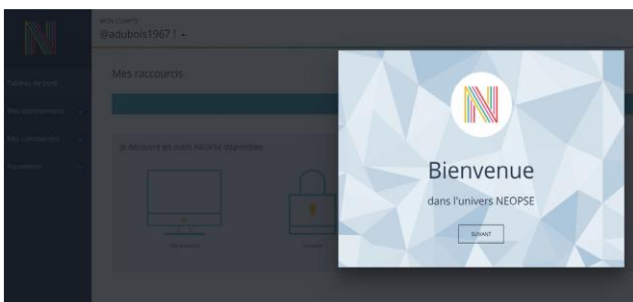 MON COMPTE
@adubois1967 !
Mes raccourcis
Tableau de bord
Mes abonnements
Mes commandes
Paramètres
Je découvre les outils NEOPSE disponibles
N
Bienvenue
dans l'univers NEOPSE
SUIVANT